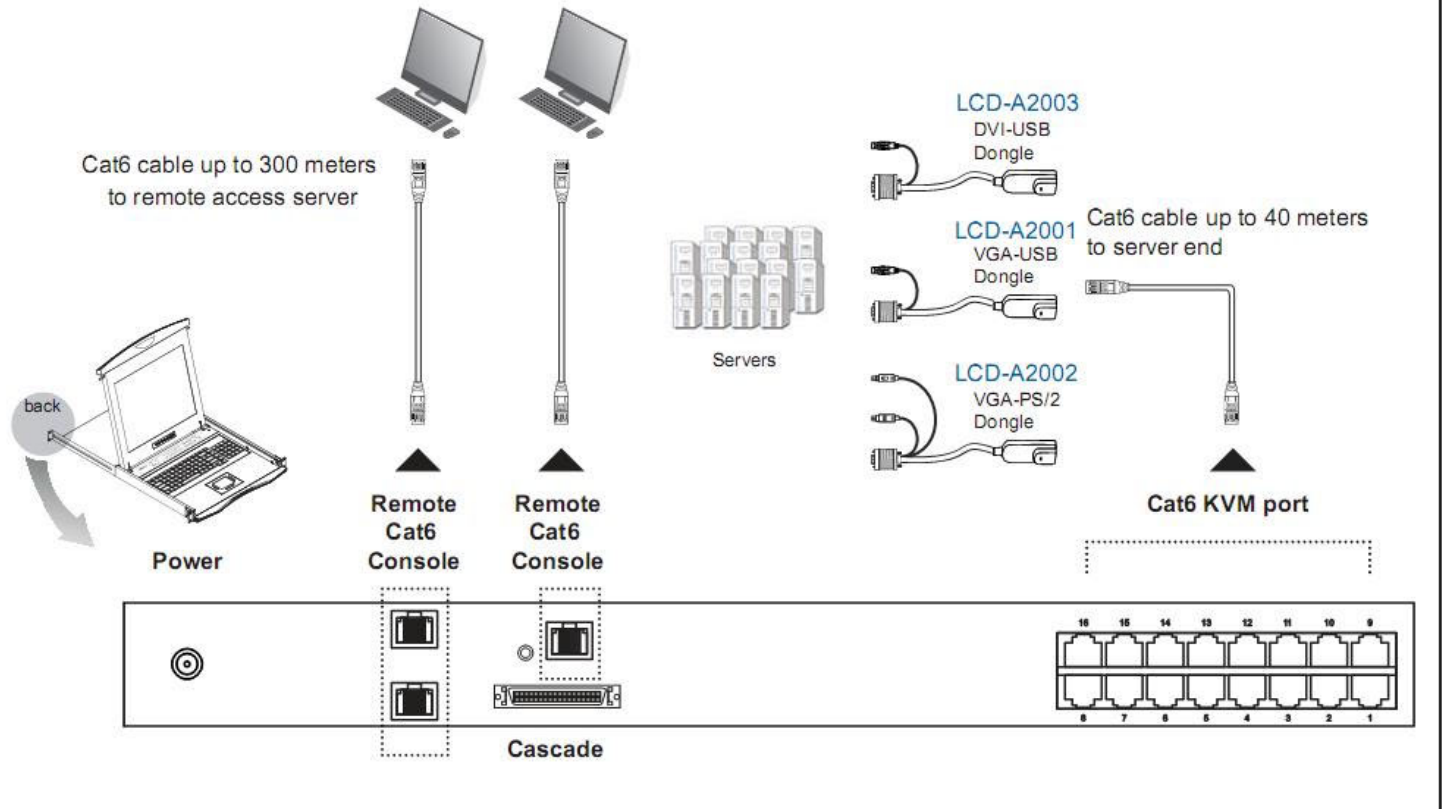 Cat6 cable up to 300 meters
to remote access server
LCD-A2003
DVI-USB
Dongle
LCD-A2001
VGA-USB
Dongle
Cat6 cable up to 40 meters
to server end
Servers
LCD-A2002
VGA-PS/2
Dongle
back
Power
Remote
Cat6
Console
Remote
Cat6
Console
Cat6 KVM port
16 15 14 13 12 11 10 9
8 7 6 5 4 3 2 1
Cascade